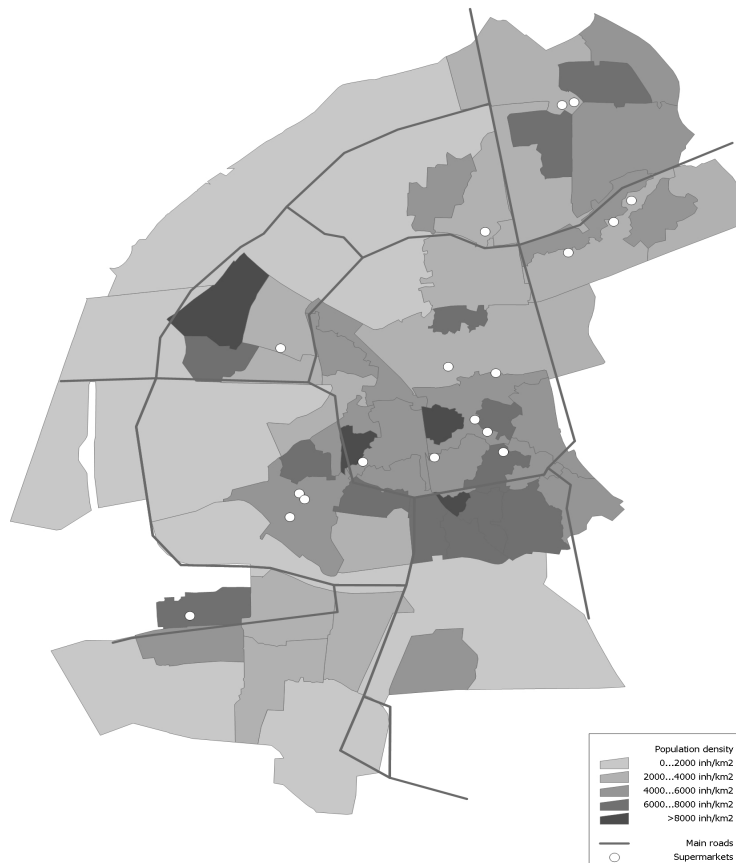 Population density
0...2000 inh/km2
2000...4000 inh/km2
4000...6000 inh/km2
6000...8000 inh/km2
>8000 inh/km2
Main roads
Supermarkets